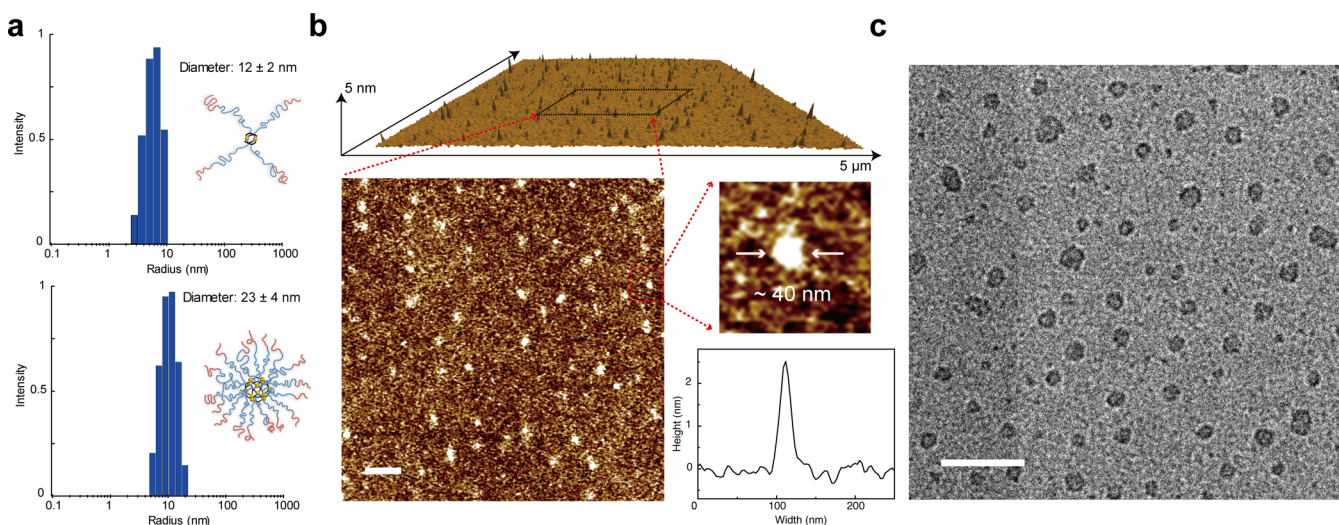 a
1
Diameter: 12 ± 2 nm
Intensity
0.5
0
0.1
1
10
100
1000
Radius (nm)
1
Diameter: 23 ± 4 nm
Intensity
0.5
0
0.1
1
10
100
1000
Radius (nm)
b
5 nm
5 µm
~ 40 nm
Height (nm)
2
1
0
0
100
200
Width (nm)
c